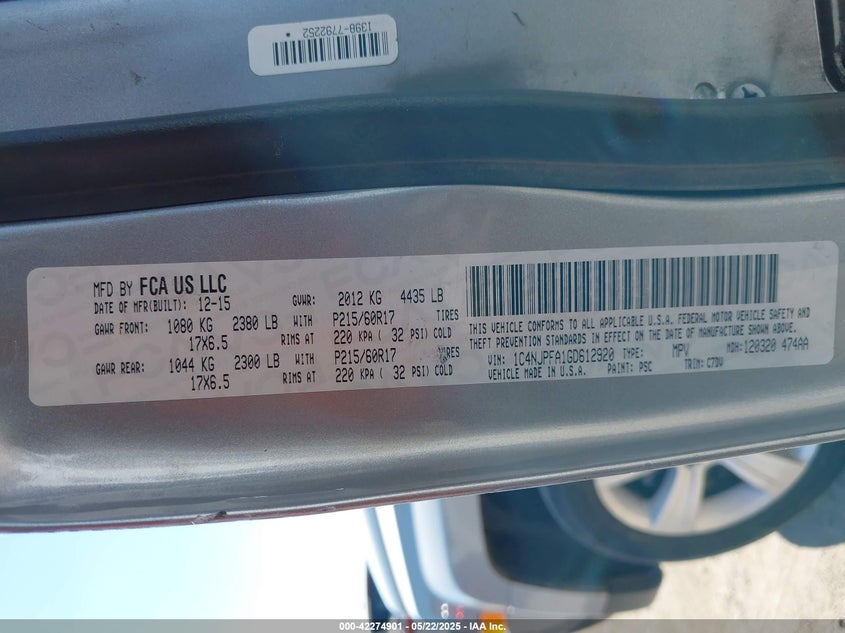 1398-7792252
MFD BY FCA US LLC
DATE OF MFR(BUILT): 12-15 GVWR: 2012 KG 4435 LB
GAWR FRONT: 1080 KG 2380 LB WITH P215/60R17 TIRES
17X6.5 RIMS AT 220 KPA ( 32 PSI) COLD
GAWR REAR: 1044 KG 2300 LB WITH P215/60R17
17X6.5 RIMS AT 220 KPA ( 32 PSI) COLD
THIS VEHICLE CONFORMS TO ALL APPLICABLE U.S.A. FEDERAL MOTOR VEHICLE SAFETY AND
THEFT PREVENTION STANDARDS IN EFFECT ON THE DATE OF MANUFACTURE SHOWN ABOVE.
VIN: 1C4NJPFA1GD612920 TYPE: MPV MDH: 120320 474AA
VEHICLE MADE IN U.S.A. PAINT: PSC TRIM: C7DV
000-42274901 - 05/22/2025 - IAA, Inc.